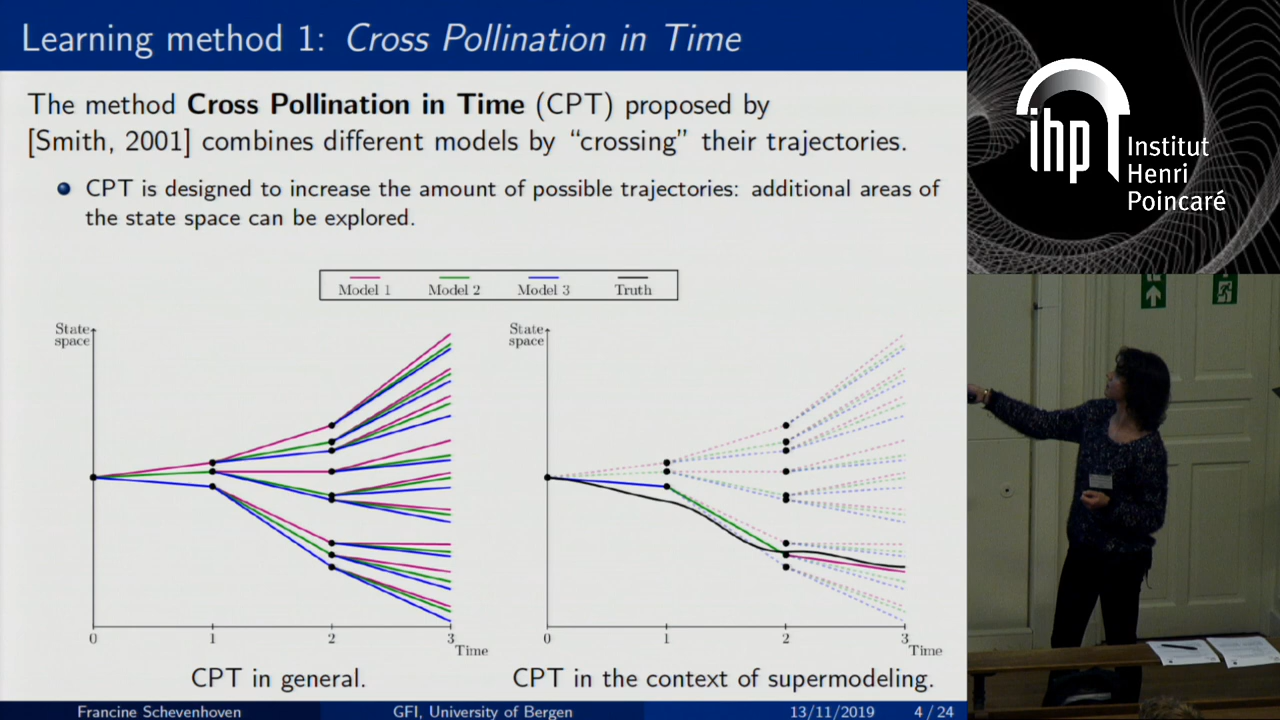 Learning method 1: Cross Pollination in Time
The method Cross Pollination in Time (CPT) proposed by
[Smith, 2001] combines different models by “crossing” their trajectories.
CPT is designed to increase the amount of possible trajectories: additional areas of
the state space can be explored.
Model 1 Model 2 Model 3 Truth
State
space
0 1 2 3
Time
CPT in general.
State
space
0 1 2 3
Time
CPT in the context of supermodeling.
Francine Schevenhoven GFI, University of Bergen 13/11/2019 4 / 24
ihp
Institut
Henri
Poincaré